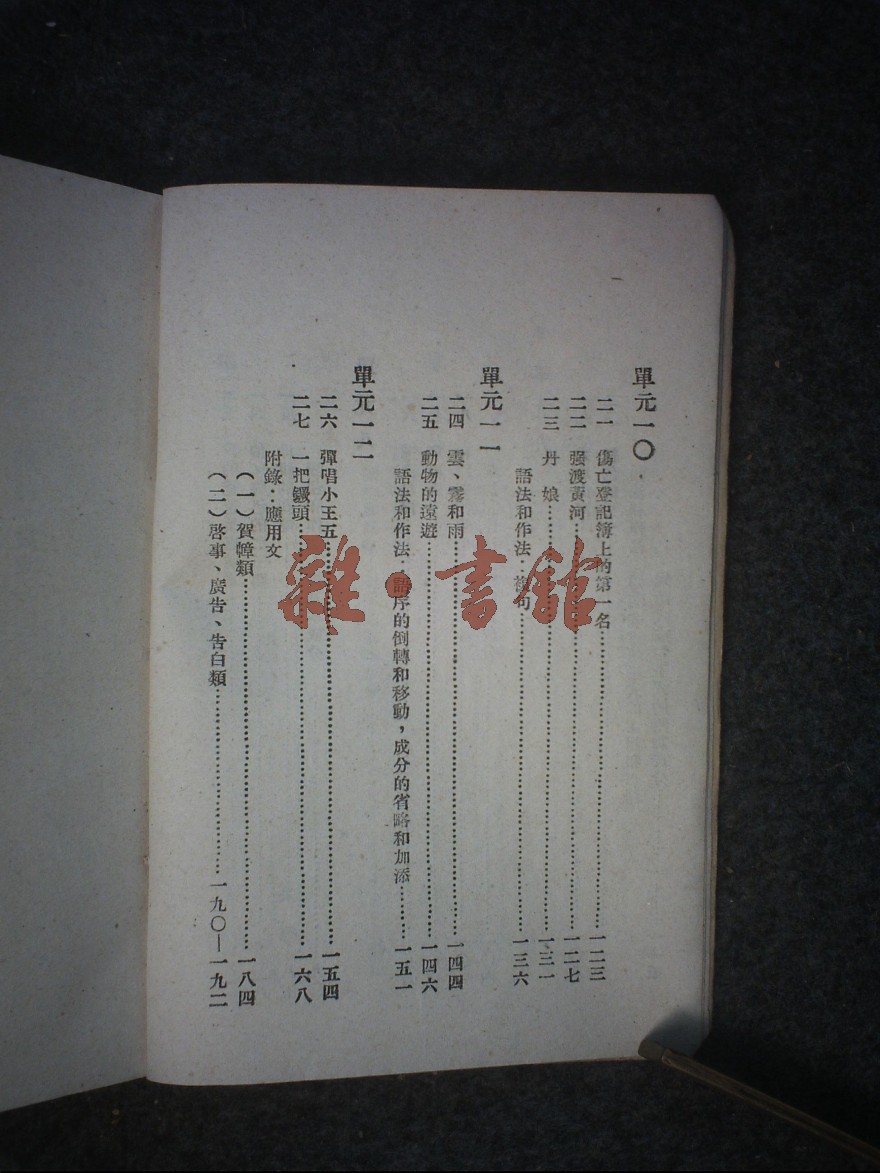 單元一〇
二一　傷亡登記簿上的第一名……一二三
二二　强渡黃河……一二七
二三　丹　娘……一三一
語法和作法：複句……一三六
單元一一
二四　雲、霧和雨……一四四
二五　動物的遠遊……一四六
語法和作法：語序的倒轉和移動，成分的省略和加添……一五一
單元一二
二六　彈唱小王五……一五四
二七　一把钁頭……一六八
附錄：應用文
（一）賀幛類……一八四
（二）啓事、廣告、告白類……一九〇—一九二
雜·書館